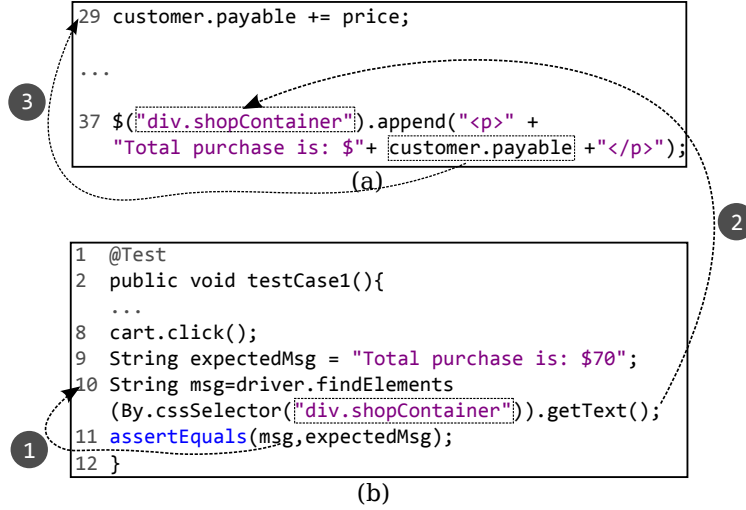 29 customer.payable += price;
...
3
37 $("div.shopContainer").append("<p>" +
"Total purchase is: $"+ customer.payable +"</p>");
(a)
2
1 @Test
2 public void testCase1(){
...
8 cart.click();
9 String expectedMsg = "Total purchase is: $70";
10 String msg=driver.findElements
(By.cssSelector("div.shopContainer")).getText();
1
11 assertEquals(msg,expectedMsg);
12 }
(b)